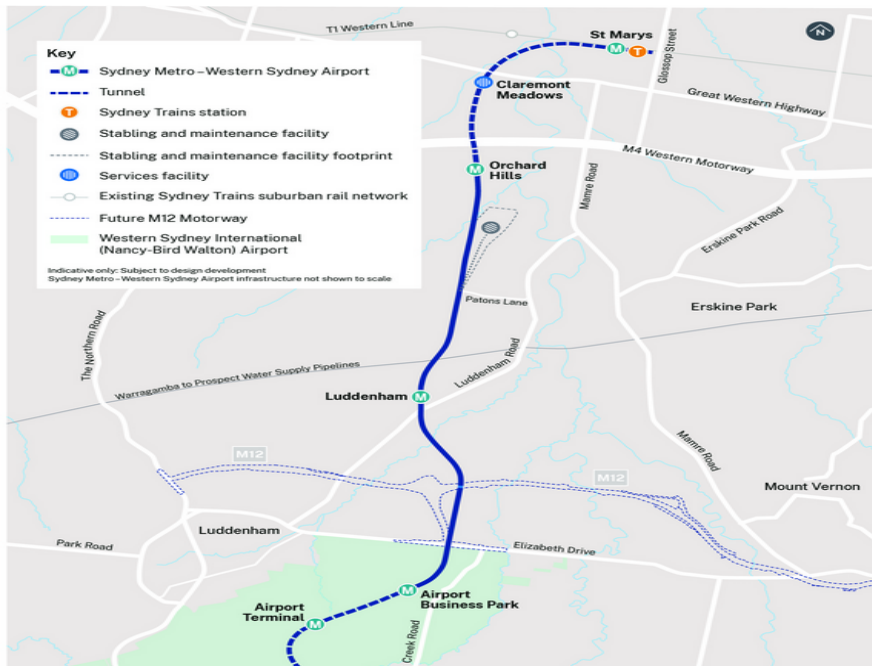 T1 Western Line
St Marys
M
T
N
Glossop Street
Key
M
Sydney Metro – Western Sydney Airport
Tunnel
T
Sydney Trains station
Stabling and maintenance facility
Stabling and maintenance facility footprint
Services facility
Existing Sydney Trains suburban rail network
Future M12 Motorway
Western Sydney International
(Nancy-Bird Walton) Airport
Indicative only: Subject to design development
Sydney Metro – Western Sydney Airport infrastructure not shown to scale
Claremont
Meadows
Great Western Highway
M4 Western Motorway
M
Orchard
Hills
Mamre Road
Erskine Park Road
Patons Lane
Erskine Park
The Northern Road
Warragamba to Prospect Water Supply Pipelines
Luddenham Road
Luddenham
M
Mamre Road
M12
M12
Mount Vernon
Luddenham
Park Road
Elizabeth Drive
M
Airport
Business Park
Airport
Terminal
M
Creek Road